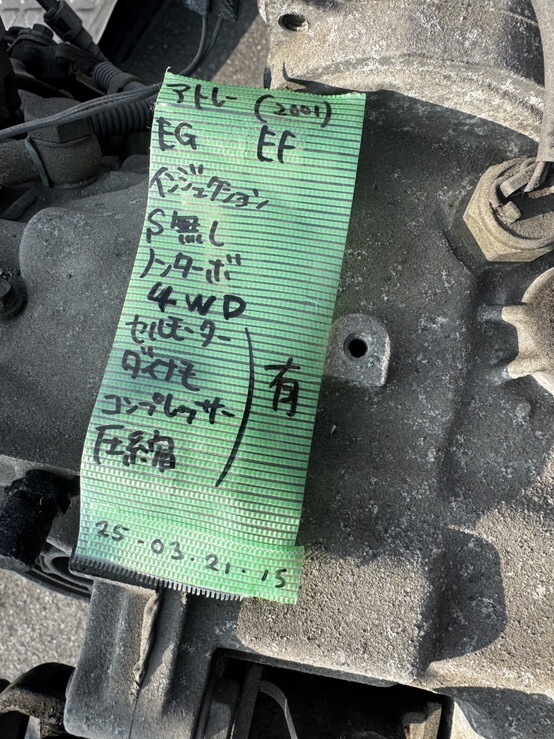 アトレー (2001)
EG EF
インジェクション
P無し
ノンターボ
4WD
セルモーター
ダイナモ
コンプレッサー
圧縮
有
25-03-21-15